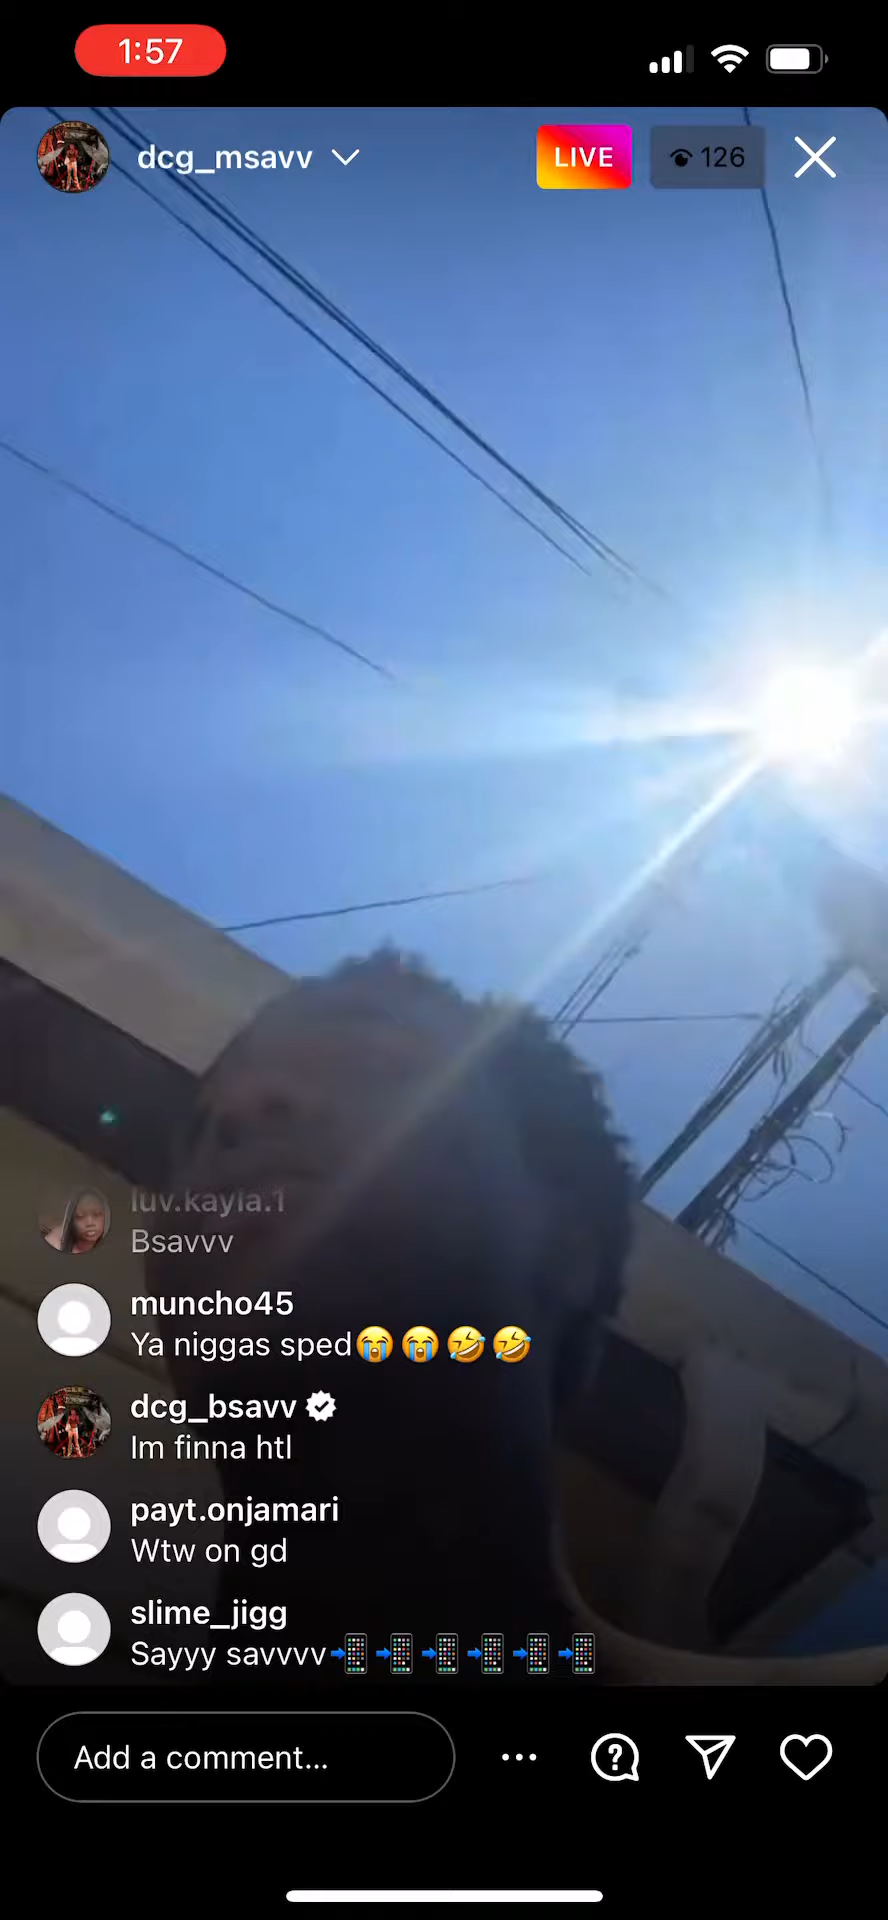 1:57
dcg_msavv
LIVE
126
luv.kayla.1
Bsavvv
muncho45
Ya niggas sped😭😭🤣🤣
dcg_bsavv
Im finna htl
payt.onjamari
Wtw on gd
slime_jigg
Sayyy savvvv📲📲📲📲📲📲
Add a comment...